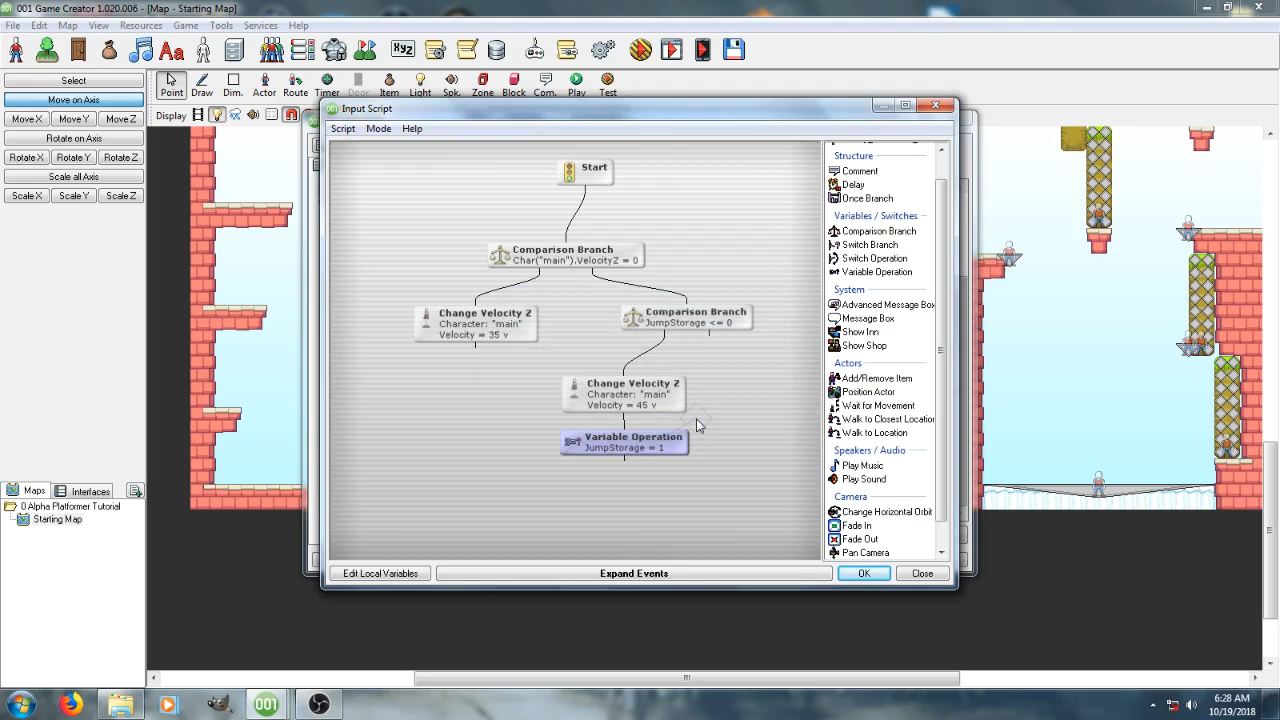 001 Game Creator 1.020.006 - [Map - Starting Map]
File Edit Map View Resources Game Tools Services Help
Aa
XYZ
Select
Move on Axis
Move X Move Y Move Z
Rotate on Axis
Rotate X Rotate Y Rotate Z
Scale all Axis
Scale X Scale Y Scale Z
Point Draw Dim. Actor Route Timer Door Item Light Spk. Zone Block Com. Play Test
Display
Input Script
Script Mode Help
Start
Comparison Branch
Char("main").VelocityZ = 0
Change Velocity Z
Character: "main"
Velocity = 35 v
Comparison Branch
JumpStorage <= 0
Change Velocity Z
Character: "main"
Velocity = 45 v
Variable Operation
JumpStorage = 1
Structure
Comment
Delay
Once Branch
Variables / Switches
Comparison Branch
Switch Branch
Switch Operation
Variable Operation
System
Advanced Message Box
Message Box
Show Inn
Show Shop
Actors
Add/Remove Item
Position Actor
Wait for Movement
Walk to Closest Location
Walk to Location
Speakers / Audio
Play Music
Play Sound
Camera
Change Horizontal Orbit
Fade In
Fade Out
Pan Camera
Edit Local Variables
Expand Events
OK
Close
Maps Interfaces
0 Alpha Platformer Tutorial
Starting Map
001
6:28 AM
10/19/2018